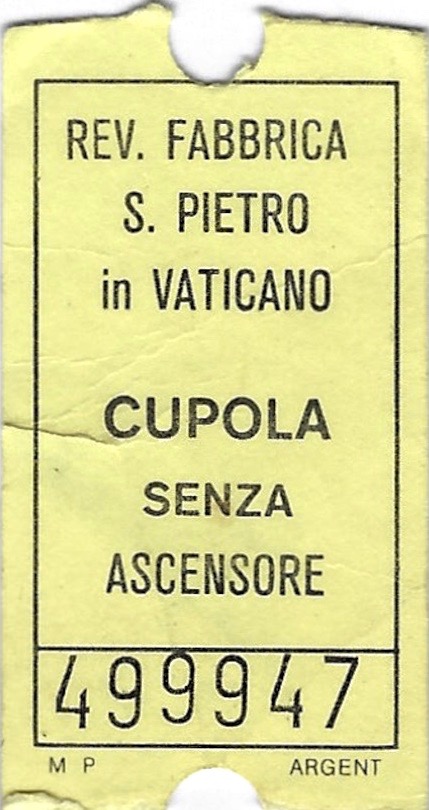 REV. FABBRICA
S. PIETRO
in VATICANO
CUPOLA
SENZA
ASCENSORE
499947
M P ARGENT